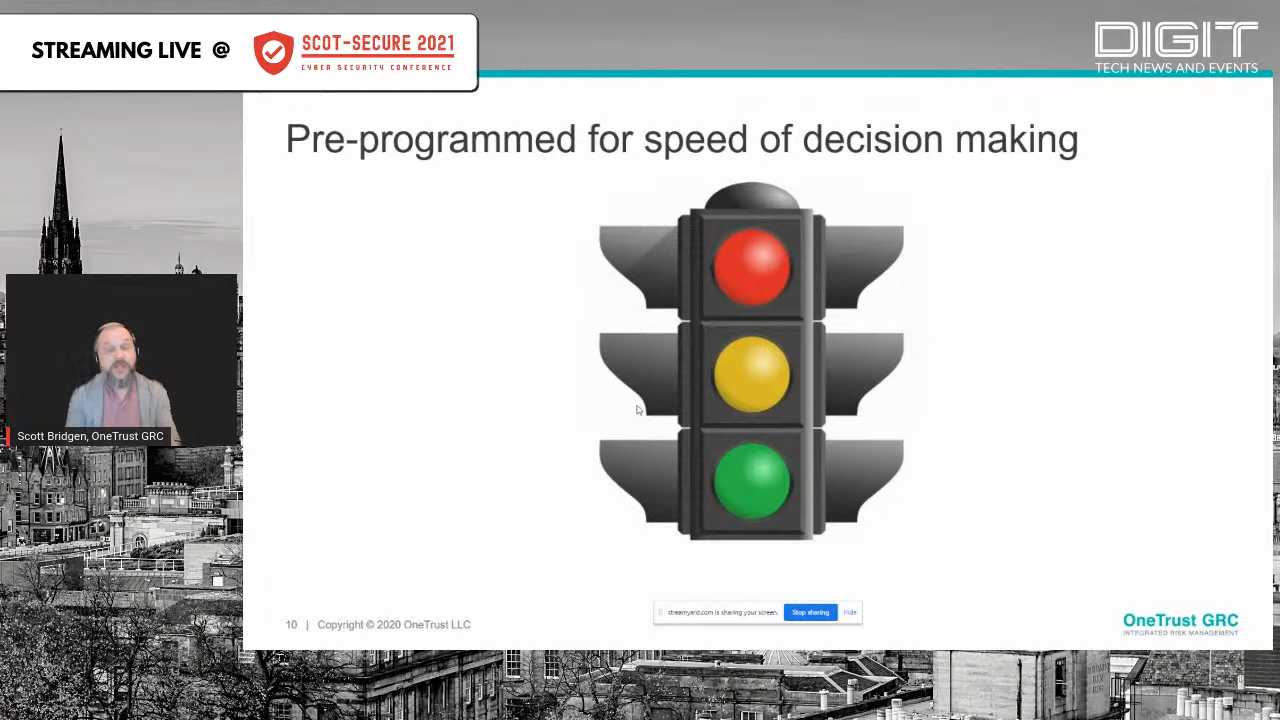 STREAMING LIVE @
SCOT-SECURE 2021
CYBER SECURITY CONFERENCE
DIGIT
TECH NEWS AND EVENTS
Pre-programmed for speed of decision making
Scott Bridgen, OneTrust GRC
streamyard.com is sharing your screen.
Stop sharing
Hide
10 | Copyright © 2020 OneTrust LLC
OneTrust GRC
INTEGRATED RISK MANAGEMENT